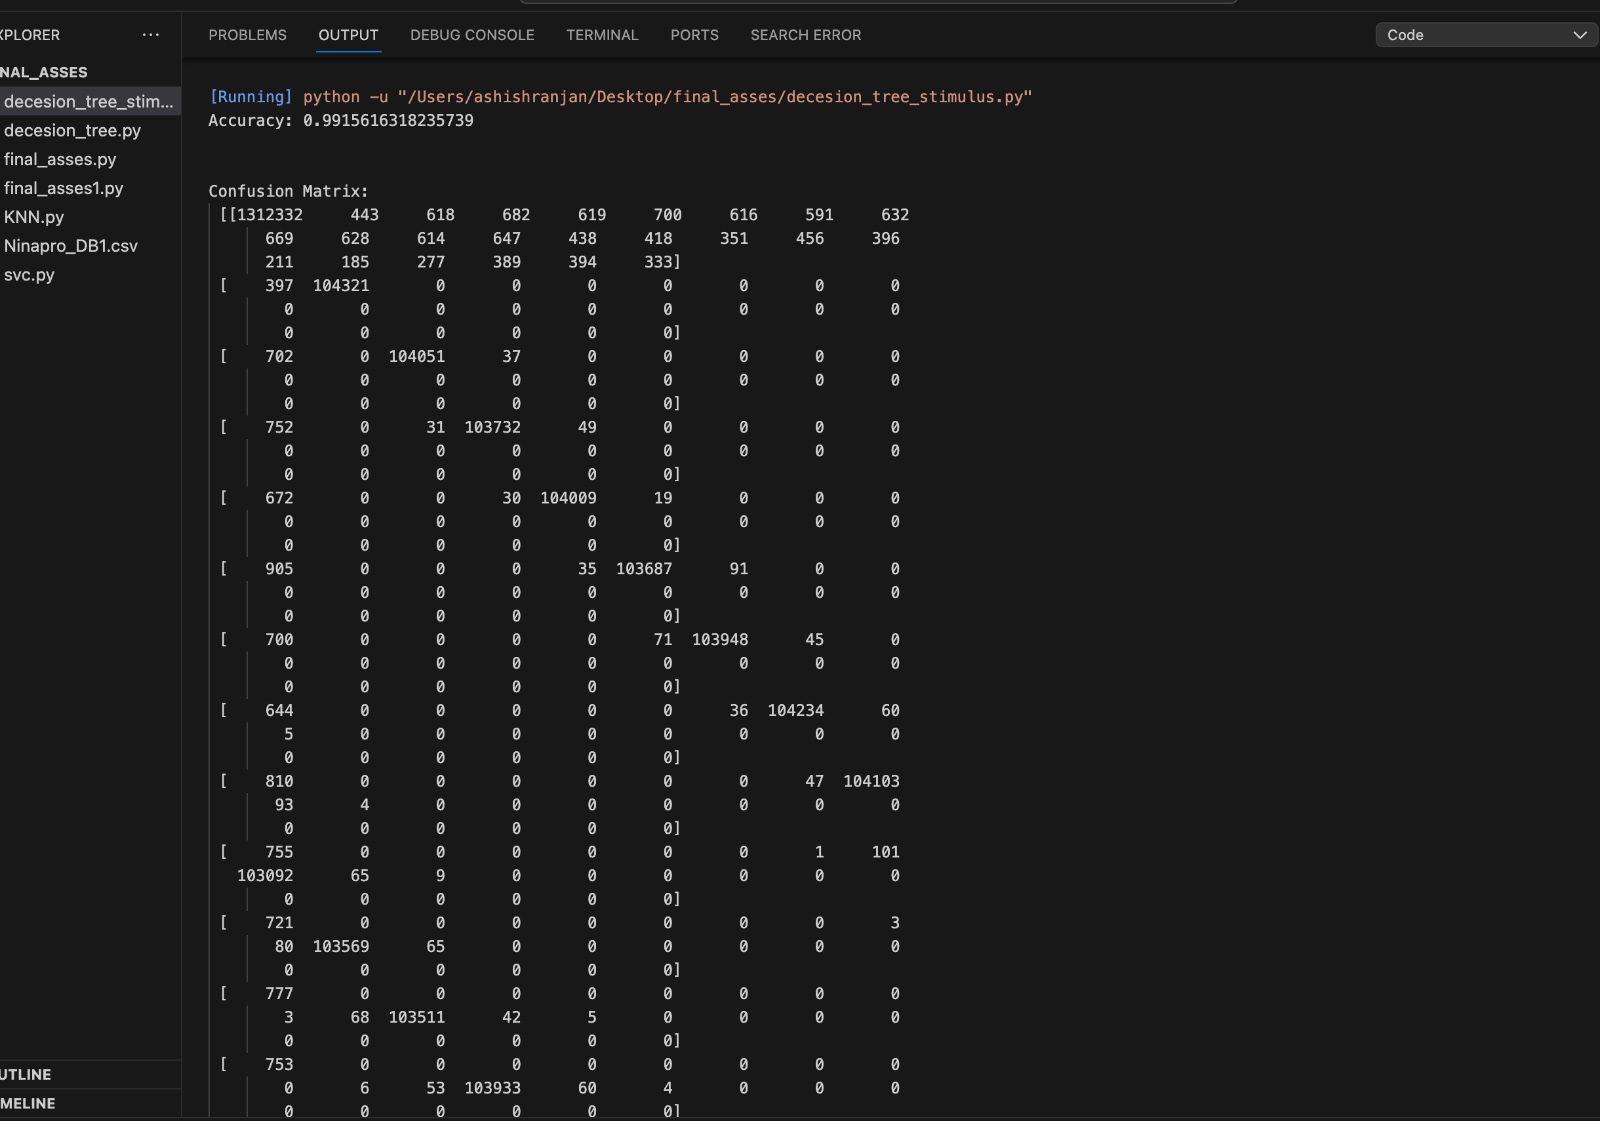 XPLORER ...
PROBLEMS OUTPUT DEBUG CONSOLE TERMINAL PORTS SEARCH ERROR Code
NAL_ASSES
decesion_tree_stim...
decesion_tree.py
final_asses.py
final_asses1.py
KNN.py
Ninapro_DB1.csv
svc.py
UTLINE
MELINE
[Running] python -u "/Users/ashishranjan/Desktop/final_asses/decesion_tree_stimulus.py"
Accuracy: 0.9915616318235739
Confusion Matrix:
[[1312332 443 618 682 619 700 616 591 632
669 628 614 647 438 418 351 456 396
211 185 277 389 394 333]
[ 397 104321 0 0 0 0 0 0 0
0 0 0 0 0 0 0 0 0
0 0 0 0 0 0]
[ 702 0 104051 37 0 0 0 0 0
0 0 0 0 0 0 0 0 0
0 0 0 0 0 0]
[ 752 0 31 103732 49 0 0 0 0
0 0 0 0 0 0 0 0 0
0 0 0 0 0 0]
[ 672 0 0 30 104009 19 0 0 0
0 0 0 0 0 0 0 0 0
0 0 0 0 0 0]
[ 905 0 0 0 35 103687 91 0 0
0 0 0 0 0 0 0 0 0
0 0 0 0 0 0]
[ 700 0 0 0 0 71 103948 45 0
0 0 0 0 0 0 0 0 0
0 0 0 0 0 0]
[ 644 0 0 0 0 0 36 104234 60
5 0 0 0 0 0 0 0 0
0 0 0 0 0 0]
[ 810 0 0 0 0 0 0 47 104103
93 4 0 0 0 0 0 0 0
0 0 0 0 0 0]
[ 755 0 0 0 0 0 0 1 101
103092 65 9 0 0 0 0 0 0
0 0 0 0 0 0]
[ 721 0 0 0 0 0 0 0 3
80 103569 65 0 0 0 0 0 0
0 0 0 0 0 0]
[ 777 0 0 0 0 0 0 0 0
3 68 103511 42 5 0 0 0 0
0 0 0 0 0 0]
[ 753 0 0 0 0 0 0 0 0
0 6 53 103933 60 4 0 0 0
0 0 0 0 0 0]